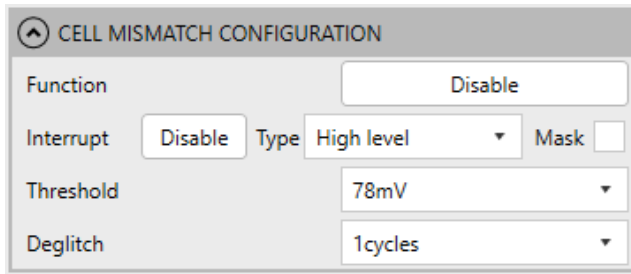 CELL MISMATCH CONFIGURATION
Function Disable
Interrupt Disable Type High level Mask
Threshold 78mV
Deglitch 1cycles